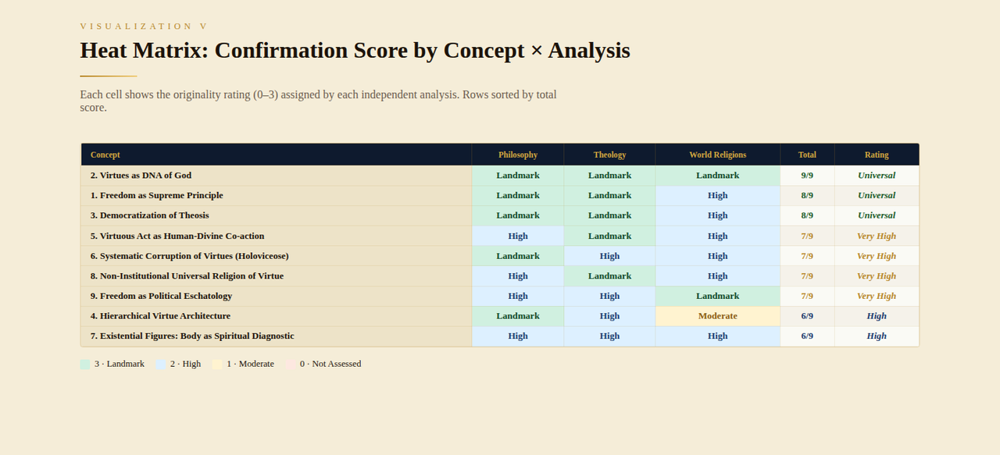 VISUALIZATION V
Heat Matrix: Confirmation Score by Concept × Analysis
Each cell shows the originality rating (0–3) assigned by each independent analysis. Rows sorted by total
score.
Concept Philosophy Theology World Religions Total Rating
2. Virtues as DNA of God Landmark Landmark Landmark 9/9 Universal
1. Freedom as Supreme Principle Landmark Landmark High 8/9 Universal
3. Democratization of Theosis Landmark Landmark High 8/9 Universal
5. Virtuous Act as Human-Divine Co-action High Landmark High 7/9 Very High
6. Systematic Corruption of Virtues (Holoviceose) Landmark High High 7/9 Very High
8. Non-Institutional Universal Religion of Virtue High Landmark High 7/9 Very High
9. Freedom as Political Eschatology High High Landmark 7/9 Very High
4. Hierarchical Virtue Architecture Landmark High Moderate 6/9 High
7. Existential Figures: Body as Spiritual Diagnostic High High High 6/9 High
3 · Landmark 2 · High 1 · Moderate 0 · Not Assessed